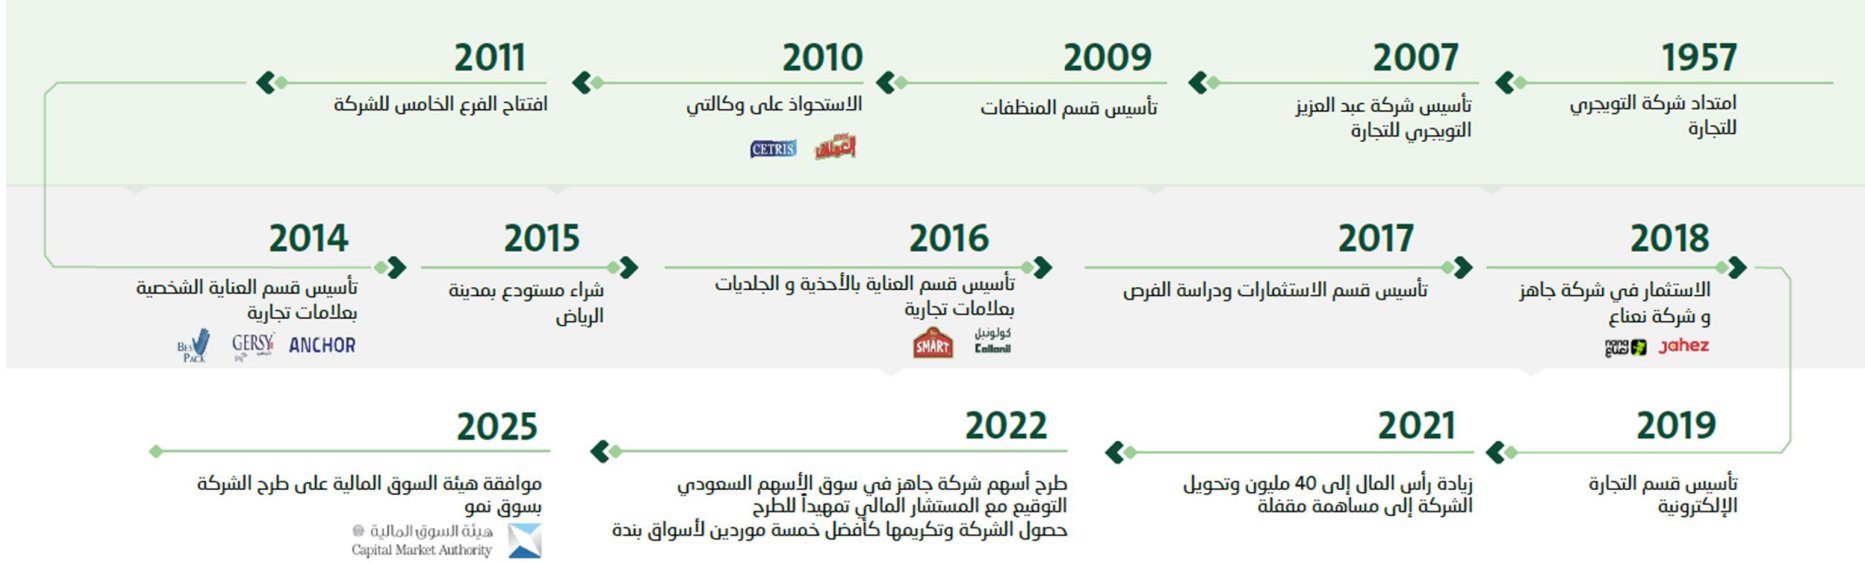 1957
امتداد شركة التويجري
للتجارة
2007
تأسيس شركة عبد العزيز
التويجري للتجارة
2009
تأسيس قسم المنظفات
2010
الاستحواذ على وكالتي
العملاق
CETRIS
2011
افتتاح الفرع الخامس للشركة
2014
تأسيس قسم العناية الشخصية
بعلامات تجارية
BEST PACK
GERSY
ANCHOR
2015
شراء مستودع بمدينة
الرياض
2016
تأسيس قسم العناية بالأحذية و الجلديات
بعلامات تجارية
SMART
كولونيل
Collonil
2017
تأسيس قسم الاستثمارات ودراسة الفرص
2018
الاستثمار في شركة جاهز
و شركة نعناع
nana
نعناع
Jahez
2019
تأسيس قسم التجارة
الإلكترونية
2021
زيادة رأس المال إلى 40 مليون وتحويل
الشركة إلى مساهمة مقفلة
2022
طرح أسهم شركة جاهز في سوق الأسهم السعودي
التوقيع مع المستشار المالي تمهيداً للطرح
حصول الشركة وتكريمها كأفضل خمسة موردين لأسواق بندة
2025
موافقة هيئة السوق المالية على طرح الشركة
بسوق نمو
هيئة السوق المالية
Capital Market Authority